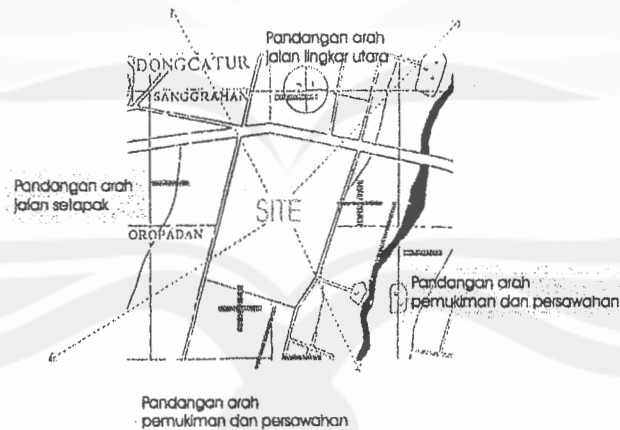 Pandangan arah
jalan lingkar utara
DONGCATUR
SANGGRAHAN
Pandangan arah
jalan setapak
SITE
OROPADAN
Pandangan arah
pemukiman dan persawahan
Pandangan arah
pemukiman dan persawahan